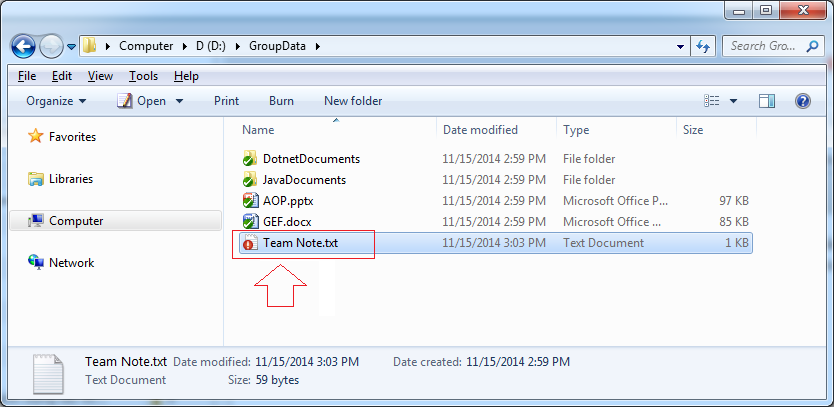 Computer ▸ D (D:) ▸ GroupData ▸
Search Gro...
File Edit View Tools Help
Organize Open Print Burn New folder
Name Date modified Type Size
Favorites
Libraries
Computer
Network
DotnetDocuments 11/15/2014 2:59 PM File folder
JavaDocuments 11/15/2014 2:59 PM File folder
AOP.pptx 11/15/2014 2:59 PM Microsoft Office P... 97 KB
GEF.docx 11/15/2014 2:59 PM Microsoft Office ... 85 KB
Team Note.txt 11/15/2014 3:03 PM Text Document 1 KB
Team Note.txt Date modified: 11/15/2014 3:03 PM Date created: 11/15/2014 2:59 PM
Text Document Size: 59 bytes